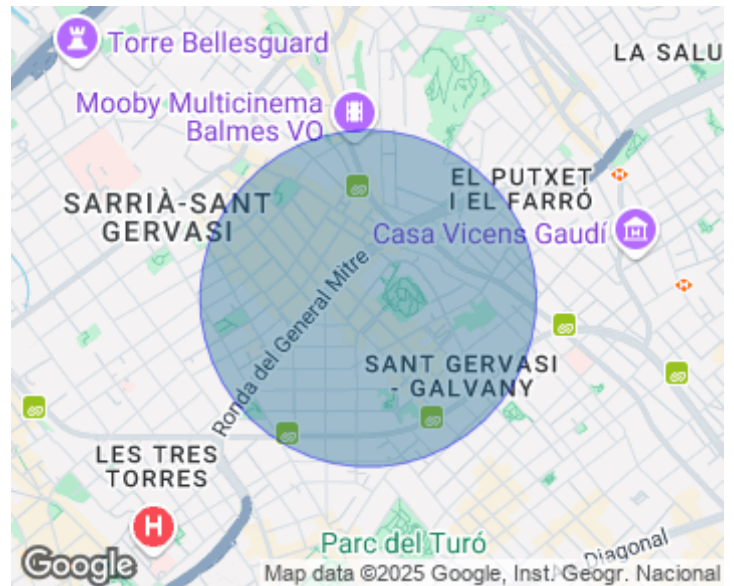 Torre Bellesguard
LA SALU
Mooby Multicinema
Balmes VO
EL PUTXET
I EL FARRÓ
SARRIÀ-SANT
GERVASI
Casa Vicens Gaudí
Ronda del General Mitre
SANT GERVASI
- GALVANY
LES TRES
TORRES
H
Parc del Turó
Diagonal
Google
Map data ©2025 Google, Inst. Geogr. Nacional